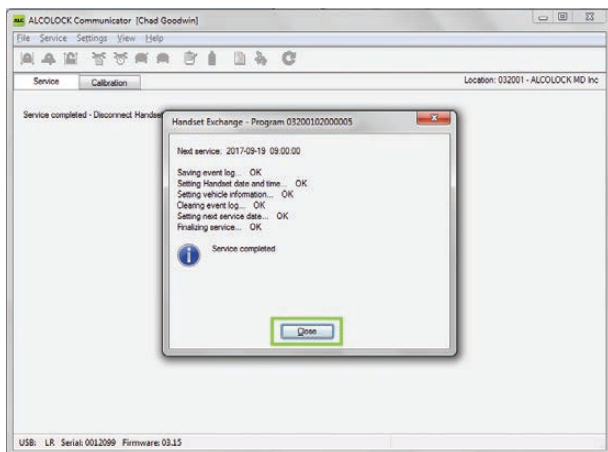 ALC ALCOLOCK Communicator [Chad Goodwin]
File Service Settings View Help
Service Calibration Location: 032001 - ALCOLOCK MD Inc
Service completed - Disconnect Handset
Handset Exchange - Program 03200102000005
Next service: 2017-09-19 09:00:00
Saving event log... OK
Setting Handset date and time... OK
Setting vehicle information... OK
Clearing event log... OK
Setting next service date... OK
Finalizing service... OK
Service completed
Close
USB: LR Serial: 0012099 Firmware: 03.15